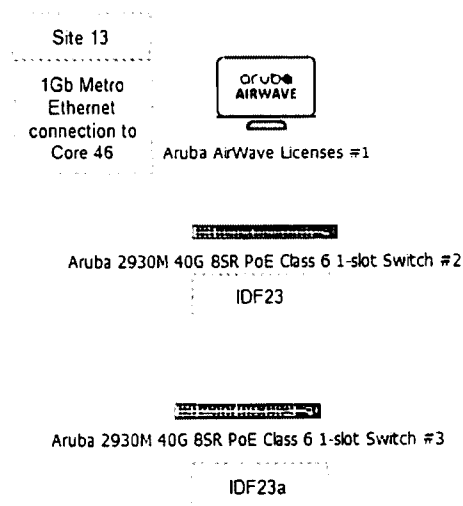 Site 13
1Gb Metro
Ethernet
connection to
Core 46
aruba
AIRWAVE
Aruba AirWave Licenses #1
Aruba 2930M 40G 8SR PoE Class 6 1-slot Switch #2
IDF23
Aruba 2930M 40G 8SR PoE Class 6 1-slot Switch #3
IDF23a